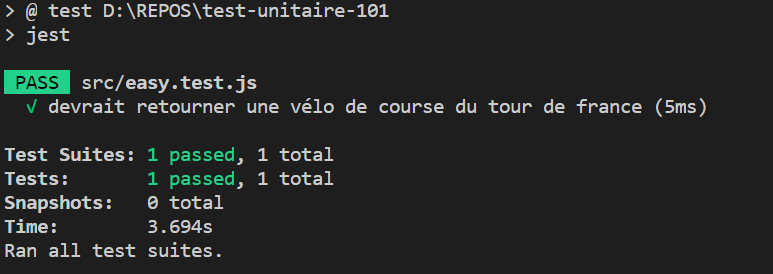 > @ test D:\REPOS\test-unitaire-101
> jest
PASS src/easy.test.js
√ devrait retourner une vélo de course du tour de france (5ms)
Test Suites: 1 passed, 1 total
Tests: 1 passed, 1 total
Snapshots: 0 total
Time: 3.694s
Ran all test suites.